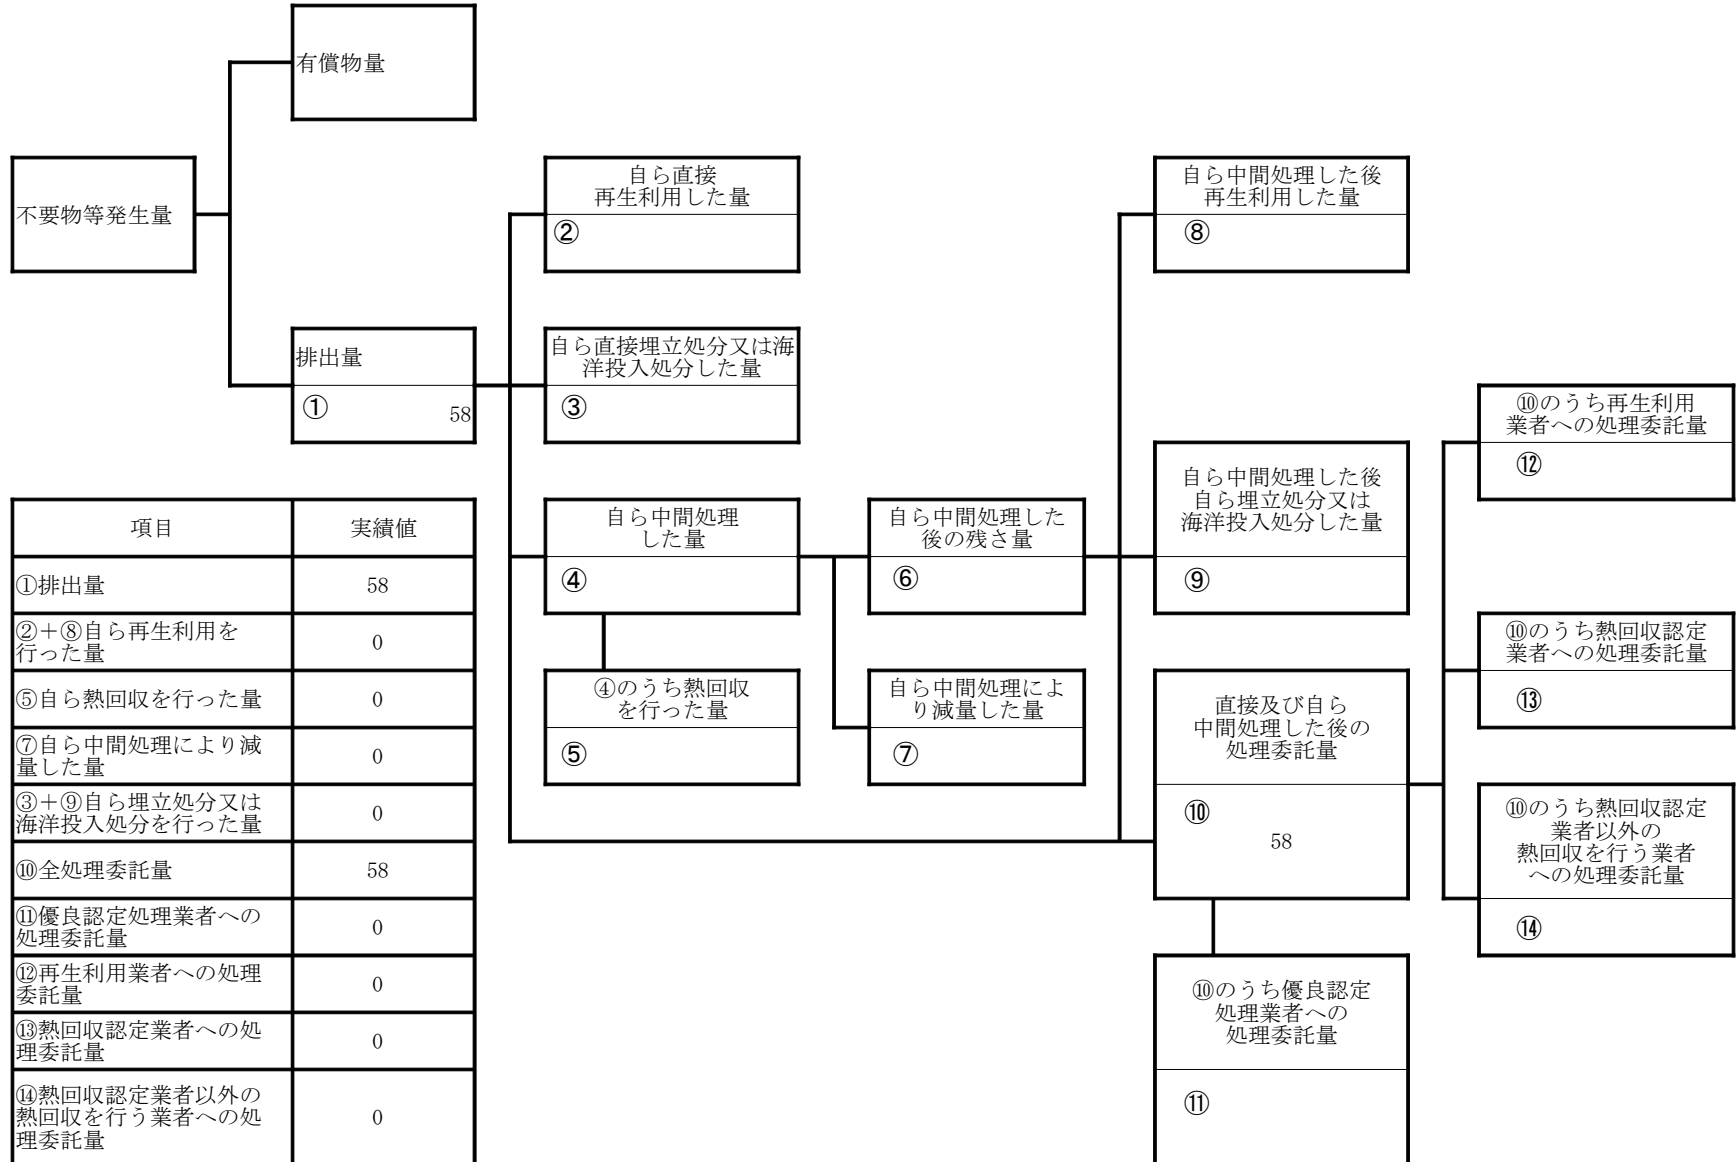 有償物量
不要物等発生量
排出量
①
58
自ら直接
再生利用した量
②
自ら直接埋立処分又は海
洋投入処分した量
③
自ら中間処理
した量
④
④のうち熱回収
を行った量
⑤
自ら中間処理した
後の残さ量
⑥
自ら中間処理によ
り減量した量
⑦
自ら中間処理した後
再生利用した量
⑧
自ら中間処理した後
自ら埋立処分又は
海洋投入処分した量
⑨
直接及び自ら
中間処理した後の
処理委託量
⑩
58
⑩のうち優良認定
処理業者への
処理委託量
⑪
⑩のうち再生利用
業者への処理委託量
⑫
⑩のうち熱回収認定
業者への処理委託量
⑬
⑩のうち熱回収認定
業者以外の
熱回収を行う業者
への処理委託量
⑭
項目 実績値
①排出量 58
②+⑧自ら再生利用を
行った量 0
⑤自ら熱回収を行った量 0
⑦自ら中間処理により減
量した量 0
③+⑨自ら埋立処分又は
海洋投入処分を行った量 0
⑩全処理委託量 58
⑪優良認定処理業者への
処理委託量 0
⑫再生利用業者への処理
委託量 0
⑬熱回収認定業者への処
理委託量 0
⑭熱回収認定業者以外の
熱回収を行う業者への処
理委託量 0